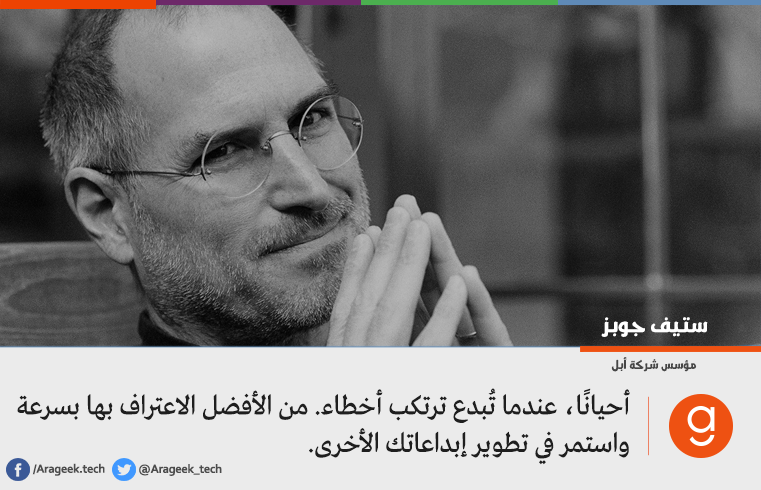 ستيف جوبز
مؤسس شركة أبل
أحيانًا، عندما تُبدع ترتكب أخطاء. من الأفضل الاعتراف بها بسرعة
واستمر في تطوير إبداعاتك الأخرى.
/Arageek.tech @Arageek_tech